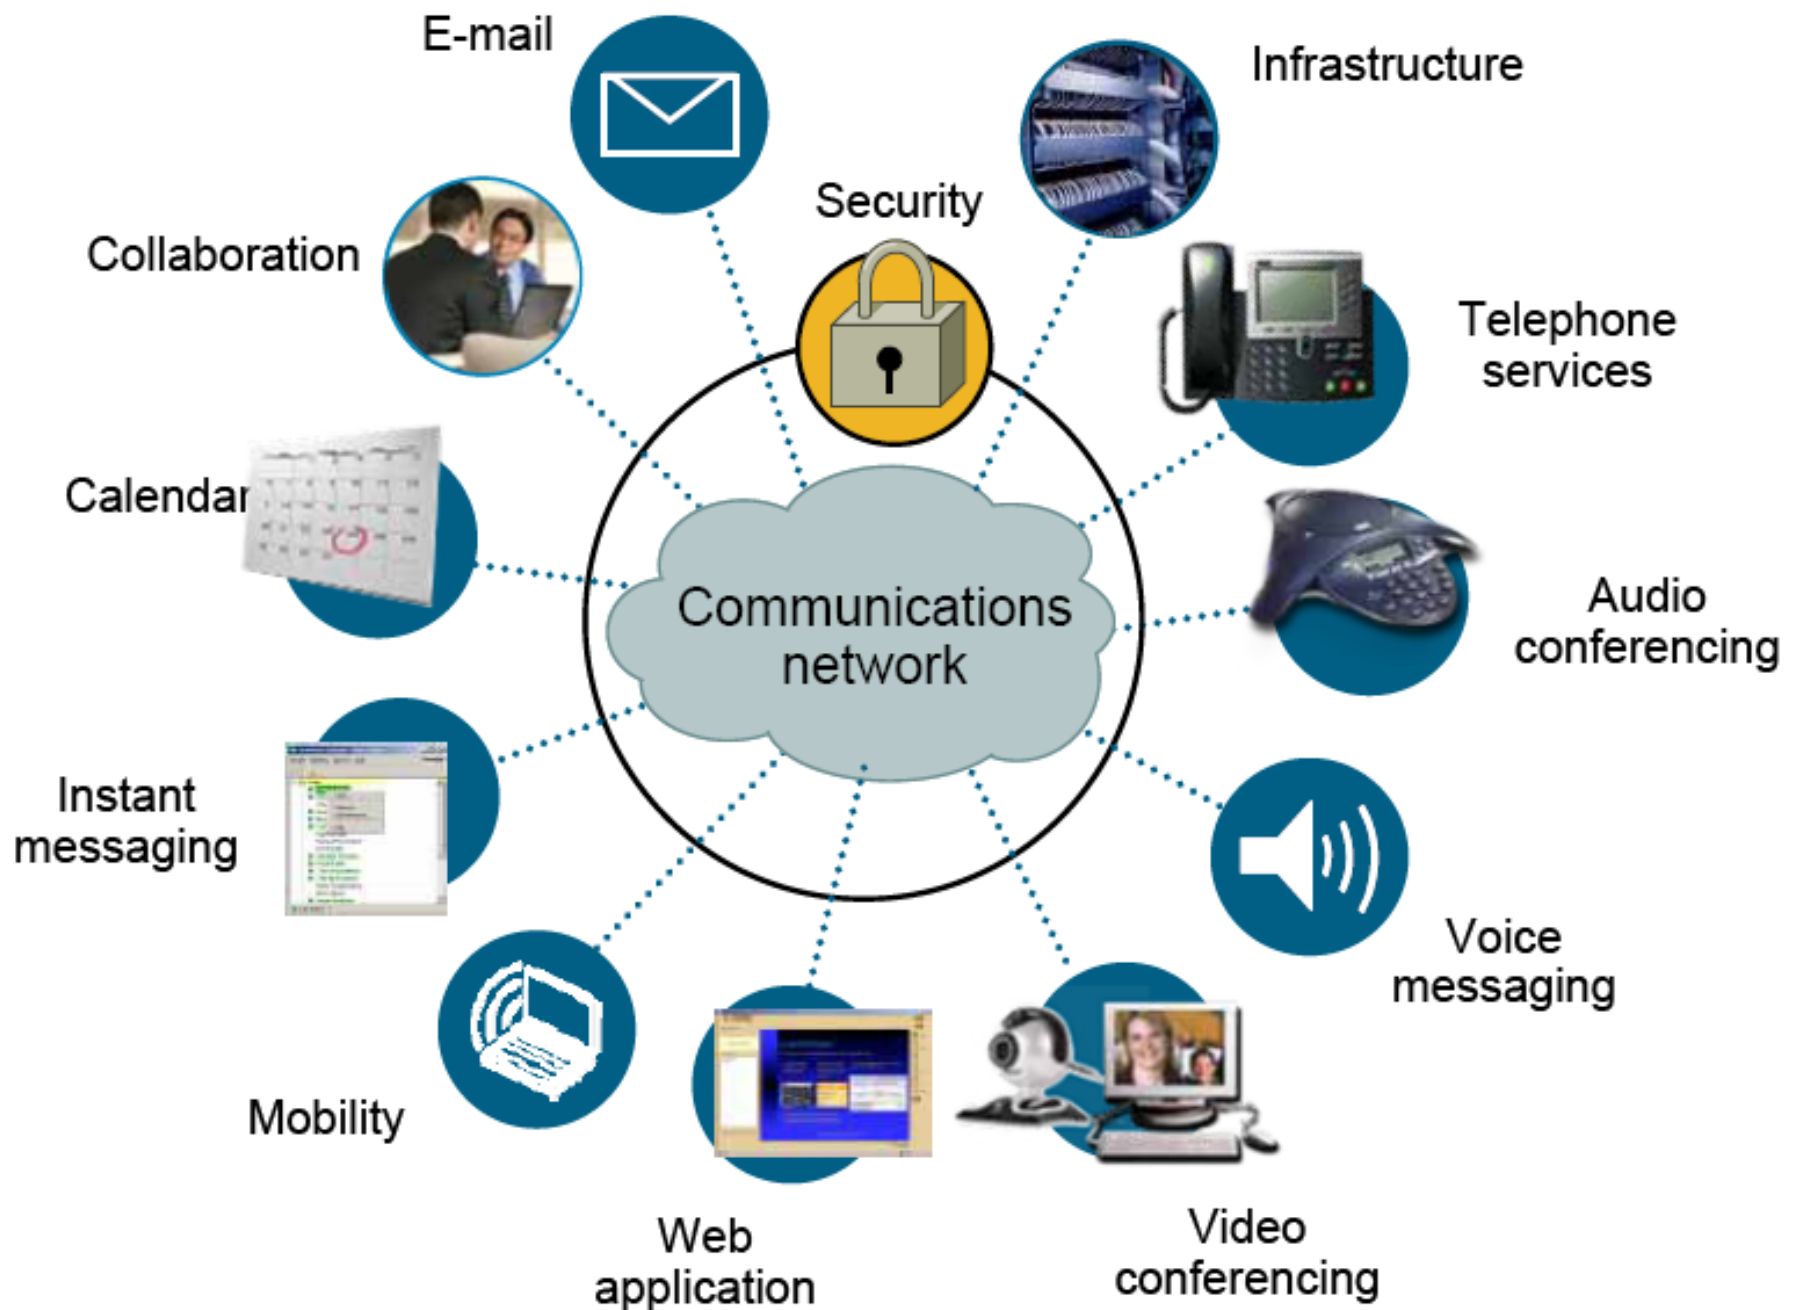 E-mail
Infrastructure
Security
Collaboration
Telephone
services
Calendar
Communications
network
Audio
conferencing
Instant
messaging
Voice
messaging
Mobility
Web
application
Video
conferencing